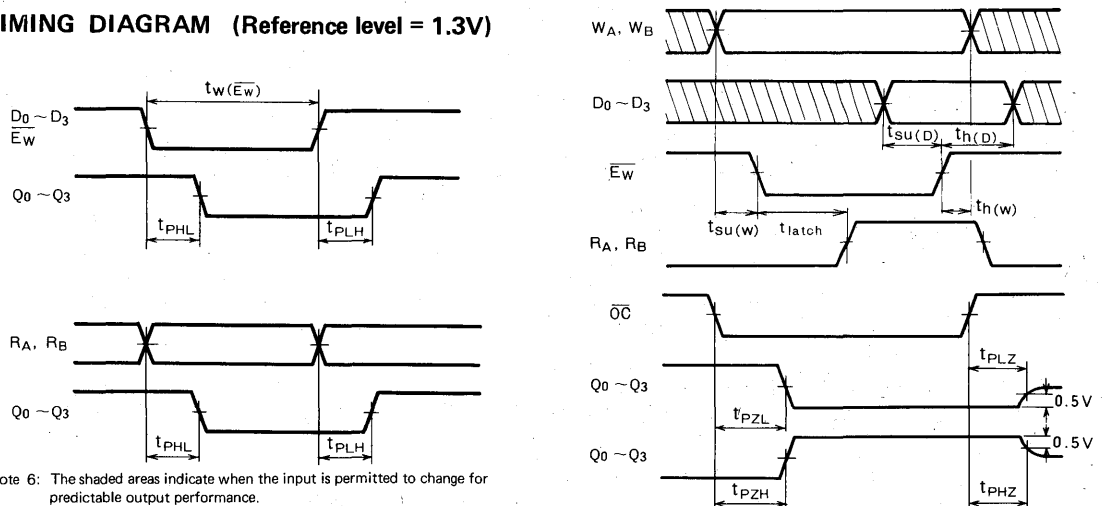 IMING DIAGRAM (Reference level = 1.3V)
tW(EW)
D0~D3
EW
Q0~Q3
tPHL
tPLH
RA, RB
Q0~Q3
tPHL
tPLH
ote 6: The shaded areas indicate when the input is permitted to change for
predictable output performance.
WA, WB
D0~D3
tsu(D)
th(D)
EW
tsu(W)
tlatch
th(W)
RA, RB
OC
tPLZ
Q0~Q3
0.5V
tPZL
0.5V
Q0~Q3
tPZH
tPHZ